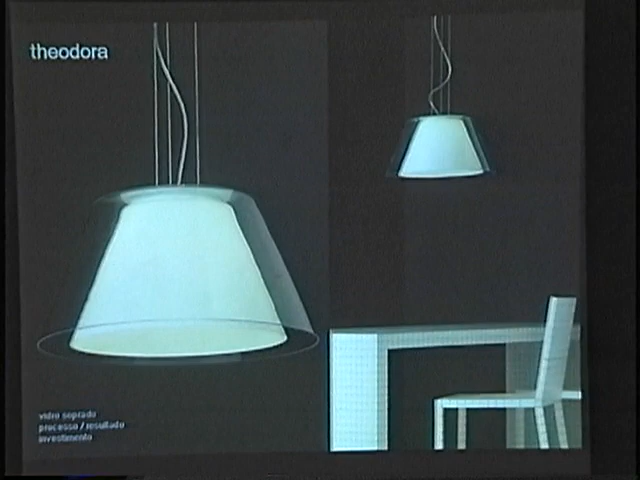 theodora
vidro soprado
processo / resultado
investimento